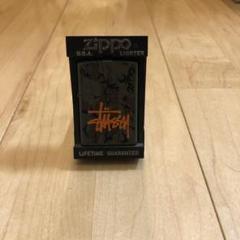 zippo
U.S.A. LIGHTER
Stüssy
LIFETIME GUARANTEE